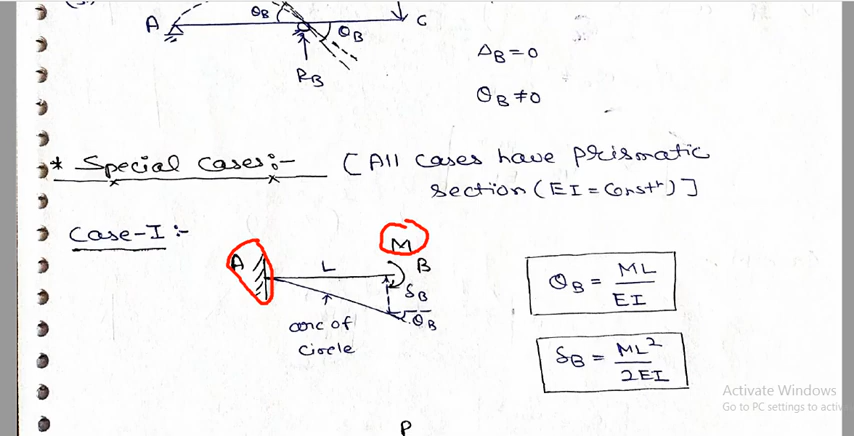 A
θB
θB
C
RB
ΔB = 0
θB ≠ 0
* Special Cases:- [All Cases have Prismatic
section (EI = Constt)]
Case-I :-
M
A
L
B
δB
θB
arc of
circle
θB = ML/EI
δB = ML²/2EI
Activate Windows
Go to PC settings to activ
P